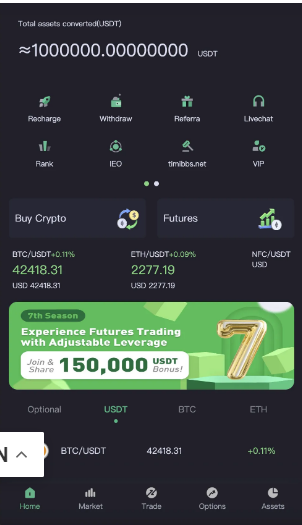 Total assets converted(USDT)
≈1000000.00000000 USDT
Recharge Withdraw Referra Livechat
Rank IEO timibbs.net VIP
Buy Crypto Futures
BTC/USDT+0.11% ETH/USDT+0.09% NFC/USDT
42418.31 2277.19 USD
USD 42418.31 USD 2277.19
7th Season
Experience Futures Trading
with Adjustable Leverage
Join & Share 150,000 USDT Bonus!
7
Optional USDT BTC ETH
N
BTC/USDT 42418.31 +0.11%
Home Market Trade Options Assets